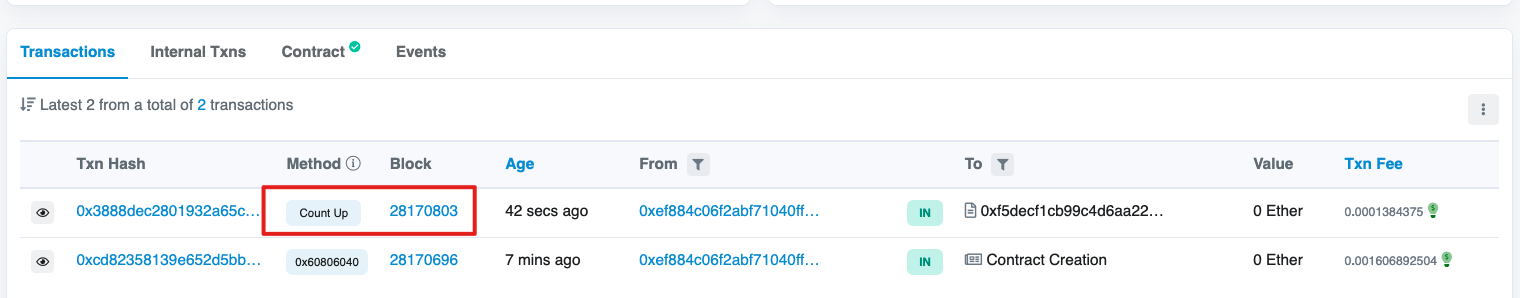 Transactions Internal Txns Contract Events
Latest 2 from a total of 2 transactions
Txn Hash Method Block Age From To Value Txn Fee
0x3888dec2801932a65c... Count Up 28170803 42 secs ago 0xef884c06f2abf71040ff... IN 0xf5decf1cb99c4d6aa22... 0 Ether 0.0001384375
0xcd82358139e652d5bb... 0x60806040 28170696 7 mins ago 0xef884c06f2abf71040ff... IN Contract Creation 0 Ether 0.001606892504